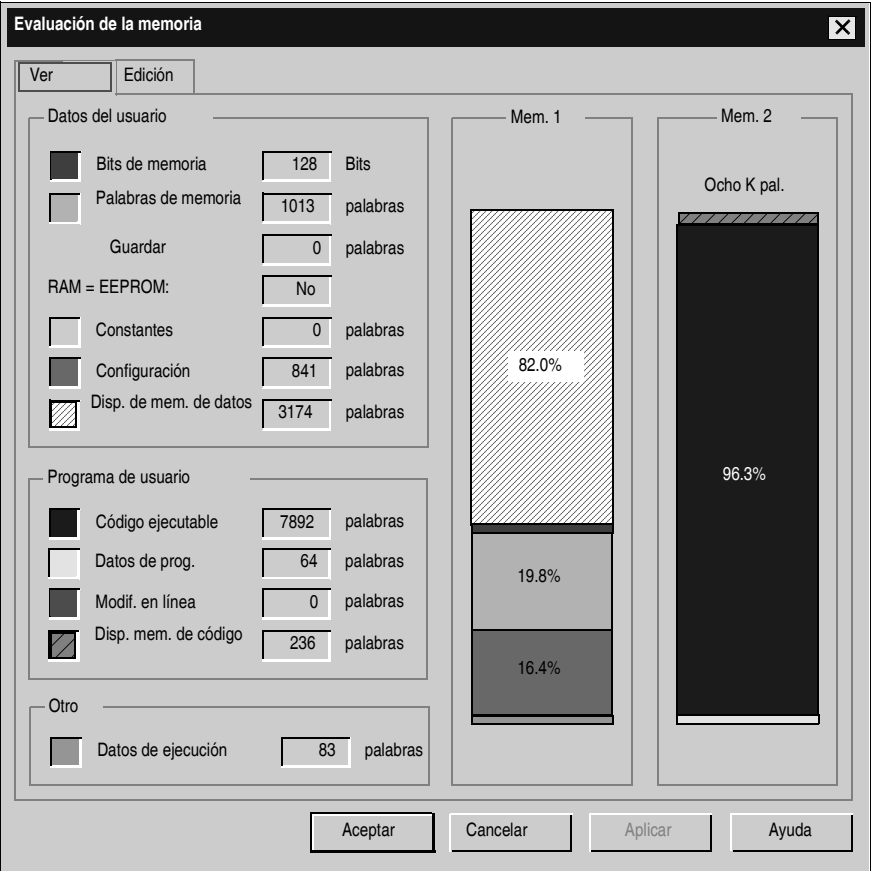 Evaluación de la memoria
Ver
Edición
Datos del usuario
Bits de memoria 128 Bits
Palabras de memoria 1013 palabras
Guardar 0 palabras
RAM = EEPROM: No
Constantes 0 palabras
Configuración 841 palabras
Disp. de mem. de datos 3174 palabras
Programa de usuario
Código ejecutable 7892 palabras
Datos de prog. 64 palabras
Modif. en línea 0 palabras
Disp. mem. de código 236 palabras
Otro
Datos de ejecución 83 palabras
Mem. 1
82.0%
19.8%
16.4%
Mem. 2
Ocho K pal.
96.3%
Aceptar
Cancelar
Aplicar
Ayuda